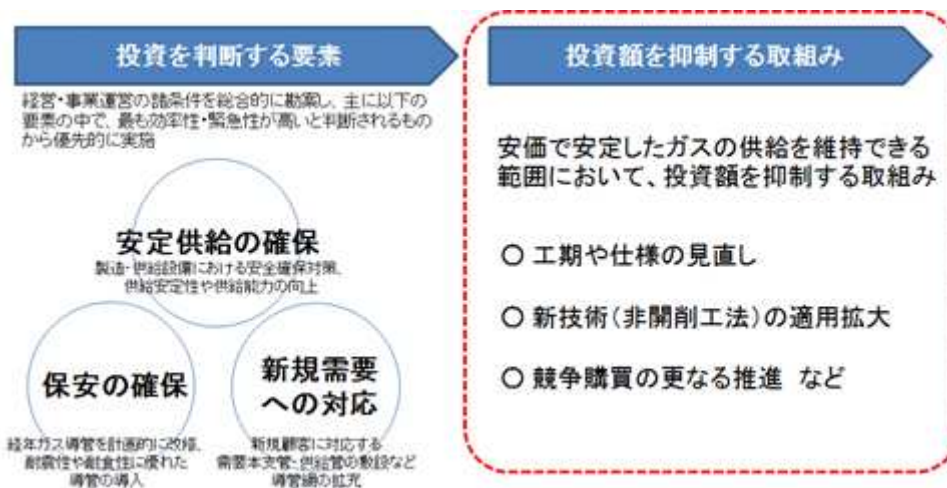 投資を判断する要素
経営・事業運営の諸条件を総合的に勘案し、主に以下の
要素の中で、最も効率性・緊急性が高いと判断されるもの
から優先的に実施
安定供給の確保
製造・供給設備における安全確保対策、
供給安定性や供給能力の向上
保安の確保
経年ガス導管を計画的に改修、
耐震性や耐食性に優れた
導管の導入
新規需要
への対応
新規顧客に対応する
需要本支管・供給管の敷設など
導管網の拡充
投資額を抑制する取組み
安価で安定したガスの供給を維持できる
範囲において、投資額を抑制する取組み
○ 工期や仕様の見直し
○ 新技術(非開削工法)の適用拡大
○ 競争購買の更なる推進 など